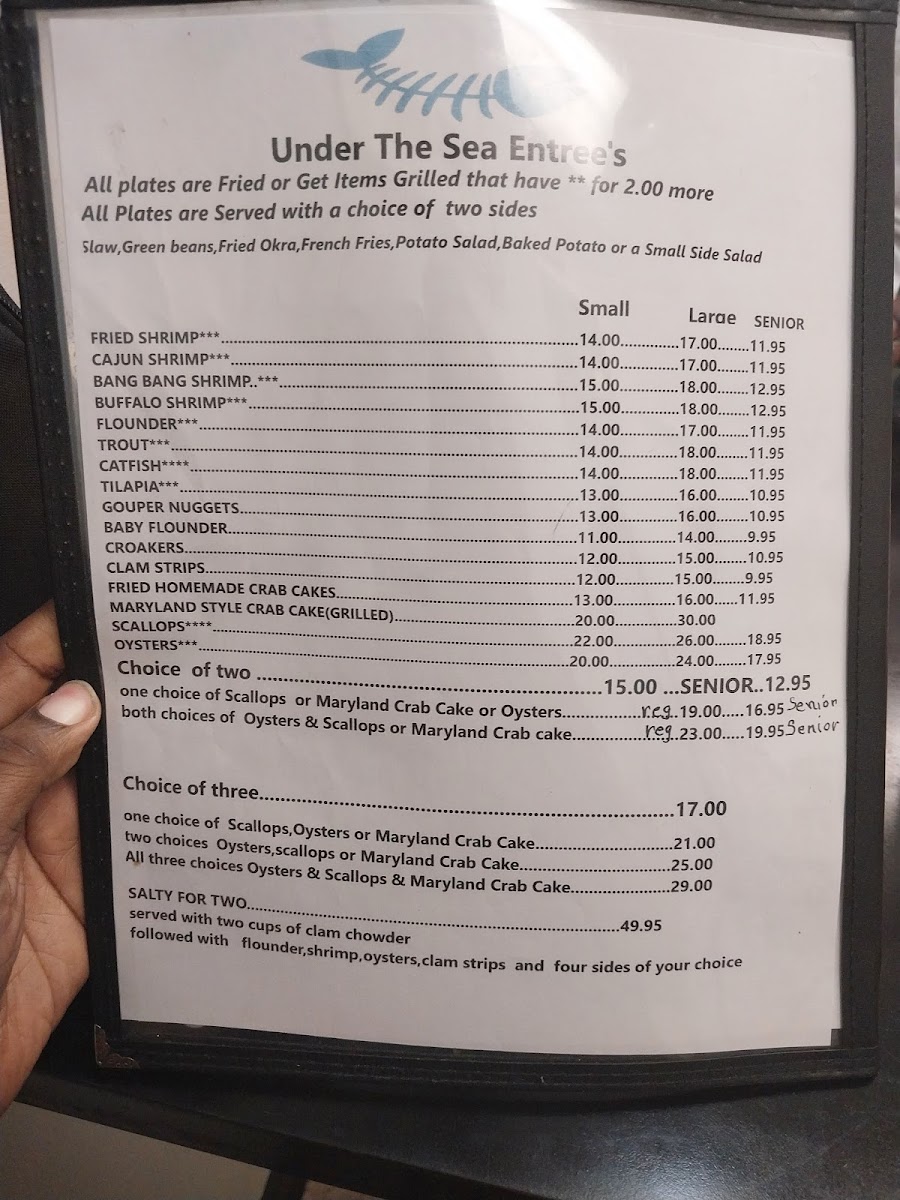 Under The Sea Entree's
All plates are Fried or Get Items Grilled that have ** for 2.00 more
All Plates are Served with a choice of two sides
Slaw,Green beans,Fried Okra,French Fries,Potato Salad,Baked Potato or a Small Side Salad
Small Large SENIOR
FRIED SHRIMP***.....14.00.....17.00.....11.95
CAJUN SHRIMP***.....14.00.....17.00.....11.95
BANG BANG SHRIMP..***.....15.00.....18.00.....12.95
BUFFALO SHRIMP***.....15.00.....18.00.....12.95
FLOUNDER***.....14.00.....17.00.....11.95
TROUT***.....14.00.....18.00.....11.95
CATFISH****.....14.00.....18.00.....11.95
TILAPIA***.....13.00.....16.00.....10.95
GOUPER NUGGETS.....13.00.....16.00.....10.95
BABY FLOUNDER.....11.00.....14.00.....9.95
CROAKERS.....12.00.....15.00.....10.95
CLAM STRIPS.....12.00.....15.00.....9.95
FRIED HOMEMADE CRAB CAKES.....13.00.....16.00.....11.95
MARYLAND STYLE CRAB CAKE(GRILLED).....20.00.....30.00
SCALLOPS****.....22.00.....26.00.....18.95
OYSTERS***.....20.00.....24.00.....17.95
Choice of two .....15.00 ...SENIOR..12.95
one choice of Scallops or Maryland Crab Cake or Oysters.....reg.19.00.....16.95 Senior
both choices of Oysters & Scallops or Maryland Crab cake.....reg.23.00.....19.95 Senior
Choice of three.....17.00
one choice of Scallops,Oysters or Maryland Crab Cake.....21.00
two choices Oysters,scallops or Maryland Crab Cake.....25.00
All three choices Oysters & Scallops & Maryland Crab Cake.....29.00
SALTY FOR TWO.....49.95
served with two cups of clam chowder
followed with flounder,shrimp,oysters,clam strips and four sides of your choice